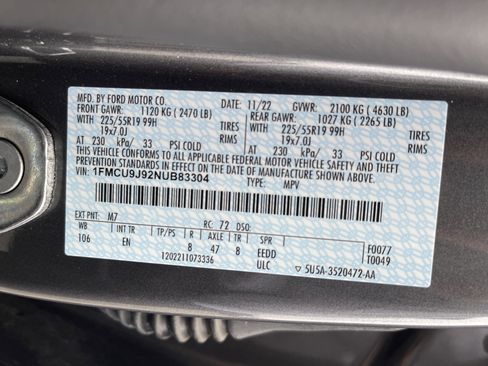 MFD. BY FORD MOTOR CO.
DATE: 11/22 GVWR: 2100 KG ( 4630 LB)
FRONT GAWR: 1120 KG ( 2470 LB) REAR GAWR: 1027 KG ( 2265 LB)
WITH 225/55R19 99H TIRES WITH 225/55R19 99H TIRES
19x7.0J RIMS 19x7.0J RIMS
AT 230 kPa/ 33 PSI COLD AT 230 kPa/ 33 PSI COLD
THIS VEHICLE CONFORMS TO ALL APPLICABLE FEDERAL MOTOR VEHICLE SAFETY AND THEFT PREVENTION STANDARDS IN EFFECT ON THE DATE OF MANUFACTURE SHOWN ABOVE.
VIN: 1FMCU9J92NUB83304 TYPE: MPV
EXT PNT: M7 RC: 72 DSO:
WB INT TR TP/PS R AXLE TR SPR F0077
106 EN 8 47 8 EEDD T0049
1202211073336 ULC ▽ 5U5A-3520472-AA